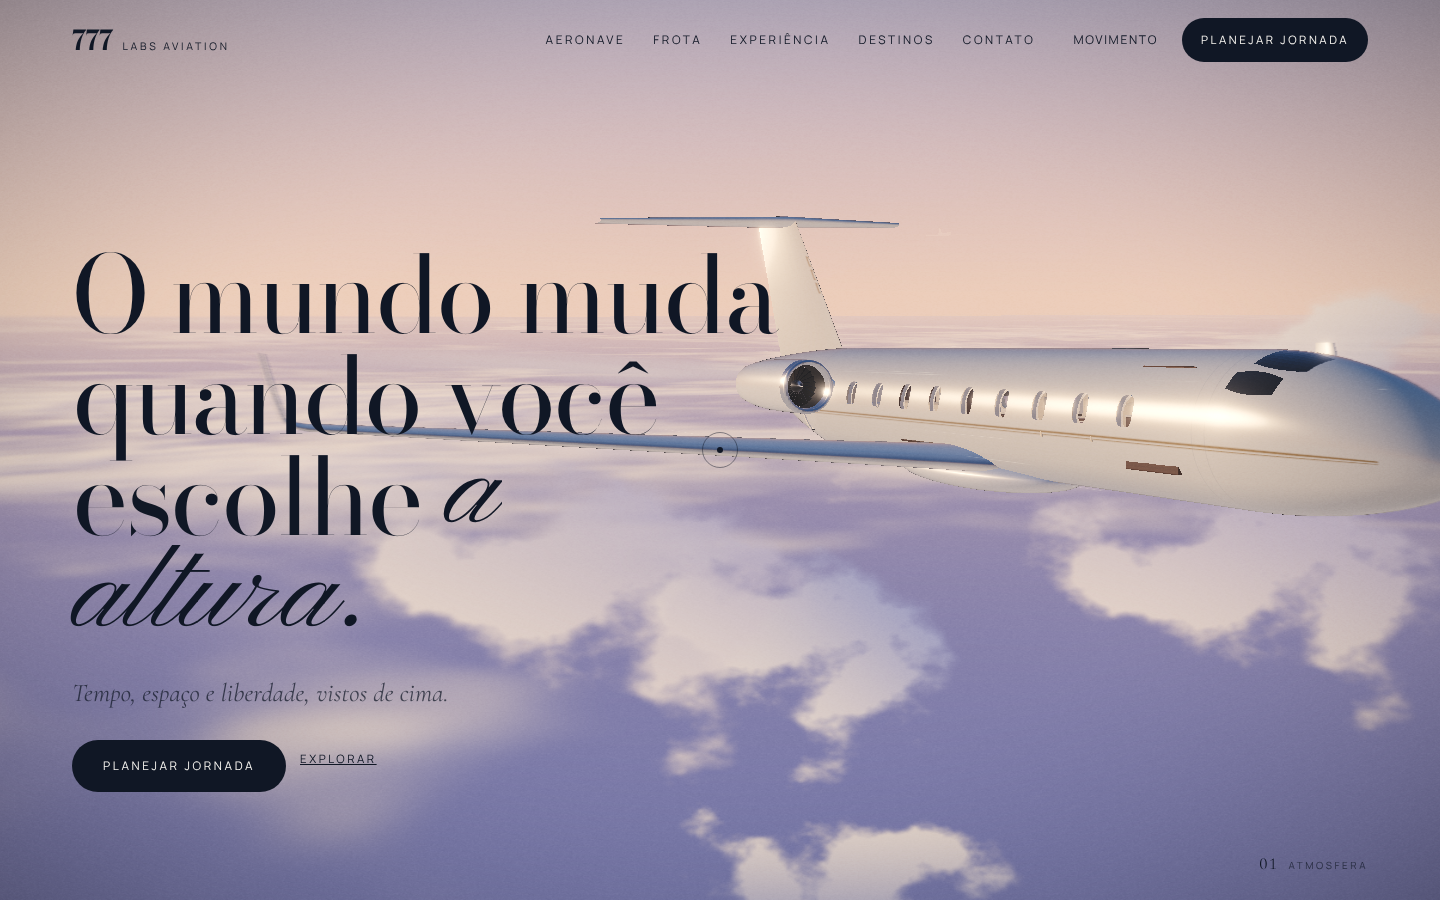 777 LABS AVIATION
AERONAVE FROTA EXPERIÊNCIA DESTINOS CONTATO MOVIMENTO PLANEJAR JORNADA
O mundo muda
quando você
escolhe a
altura.
Tempo, espaço e liberdade, vistos de cima.
PLANEJAR JORNADA EXPLORAR
01 ATMOSFERA